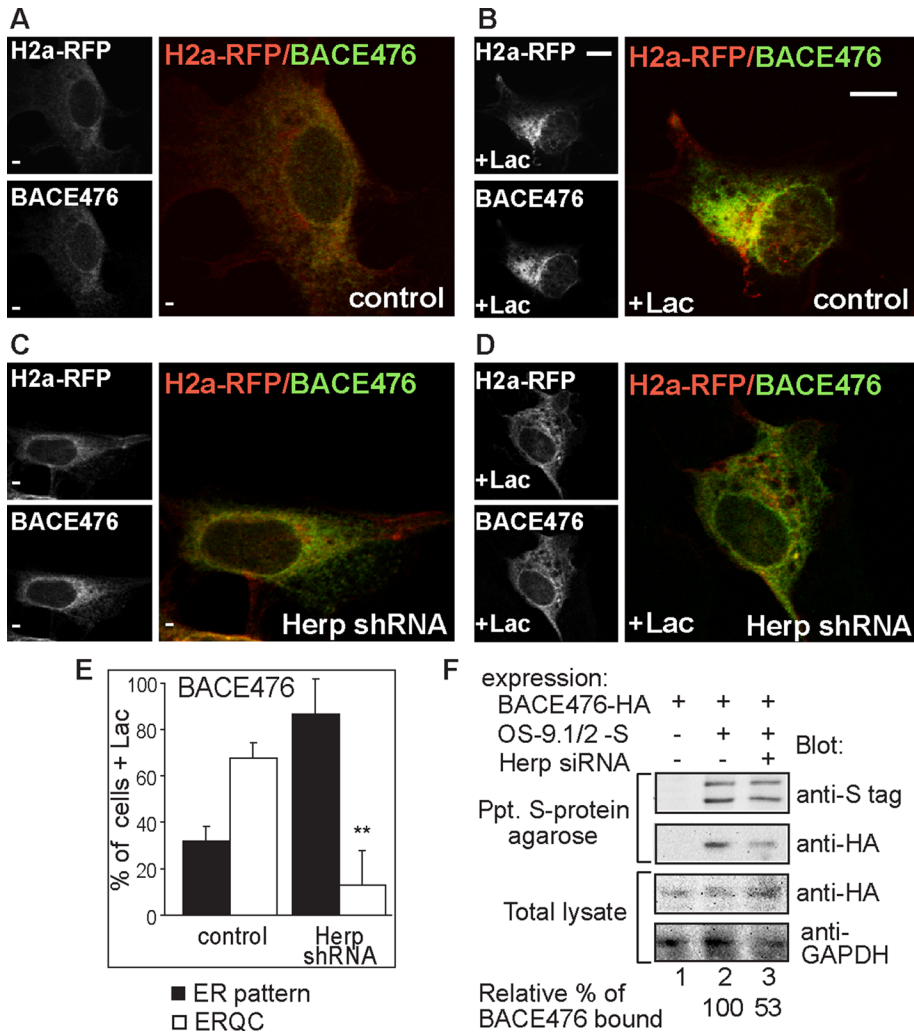 A
H2a-RFP
-
BACE476
-
H2a-RFP/BACE476
-
control
B
H2a-RFP
+Lac
BACE476
+Lac
H2a-RFP/BACE476
+Lac
control
C
H2a-RFP
-
BACE476
-
H2a-RFP/BACE476
-
Herp shRNA
D
H2a-RFP
+Lac
BACE476
+Lac
H2a-RFP/BACE476
+Lac
Herp shRNA
E
BACE476
% of cells + Lac
100
80
60
40
20
0
**
control
Herp
shRNA
ER pattern
ERQC
F
expression:
BACE476-HA + + +
OS-9.1/2 -S - + +
Herp siRNA - - +
Blot:
Ppt. S-protein
agarose
anti-S tag
anti-HA
Total lysate
anti-HA
anti-
GAPDH
1 2 3
Relative % of
BACE476 bound
100 53